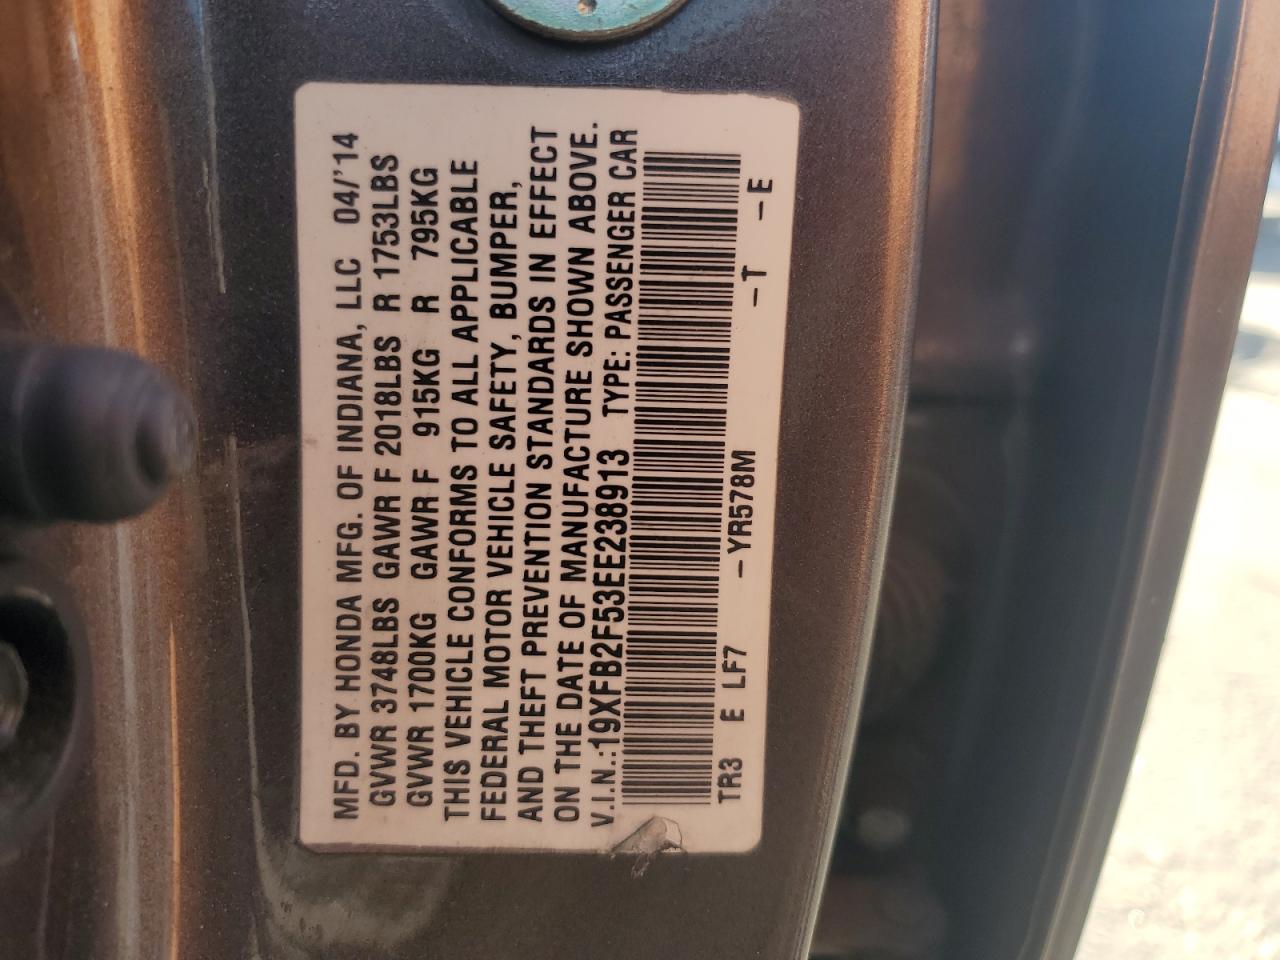 MFD. BY HONDA MFG. OF INDIANA, LLC 04/'14
GVWR 3748LBS GAWR F 2018LBS R 1753LBS
GVWR 1700KG GAWR F 915KG R 795KG
THIS VEHICLE CONFORMS TO ALL APPLICABLE
FEDERAL MOTOR VEHICLE SAFETY, BUMPER,
AND THEFT PREVENTION STANDARDS IN EFFECT
ON THE DATE OF MANUFACTURE SHOWN ABOVE.
V.I.N.:19XFB2F53EE238913 TYPE: PASSENGER CAR
TR3 E LF7 -YR578M -T -E